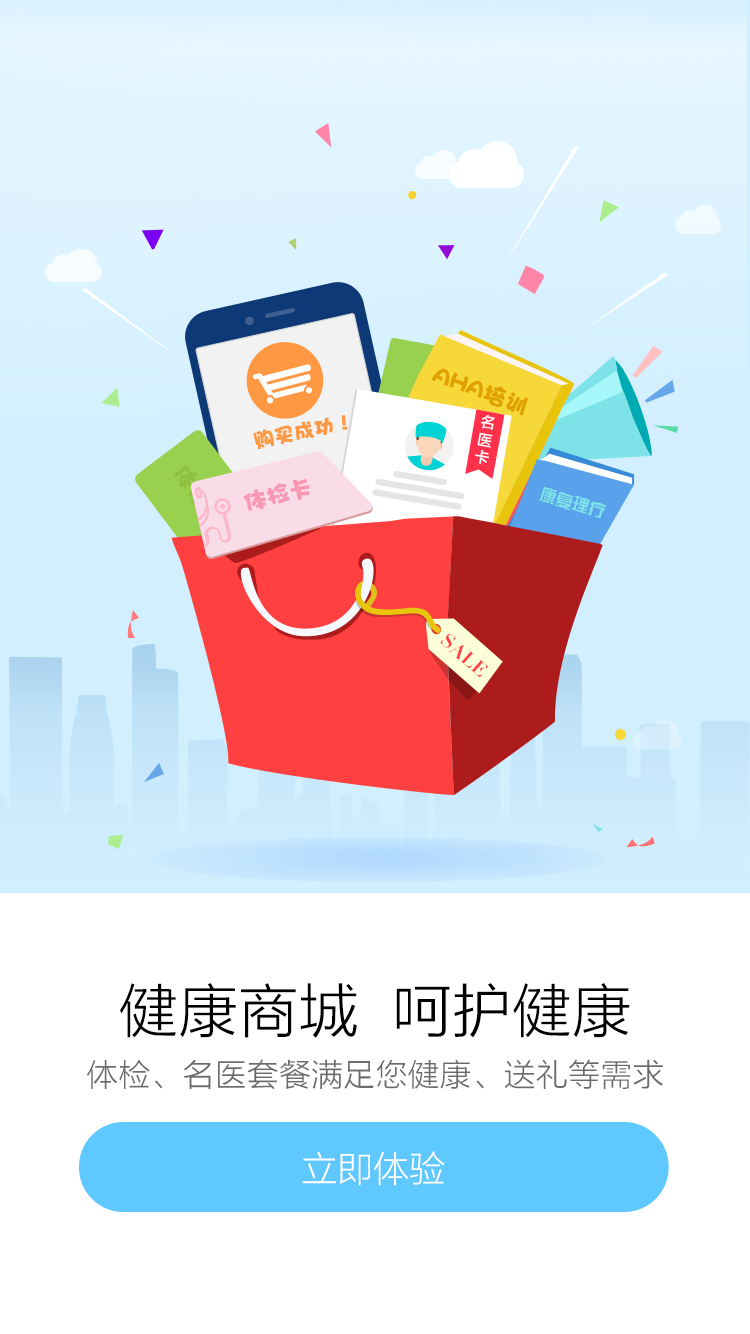 AHA培训
购买成功！
名医卡
体检卡
康复理疗
SALE
健康商城 呵护健康
体检、名医套餐满足您健康、送礼等需求
立即体验